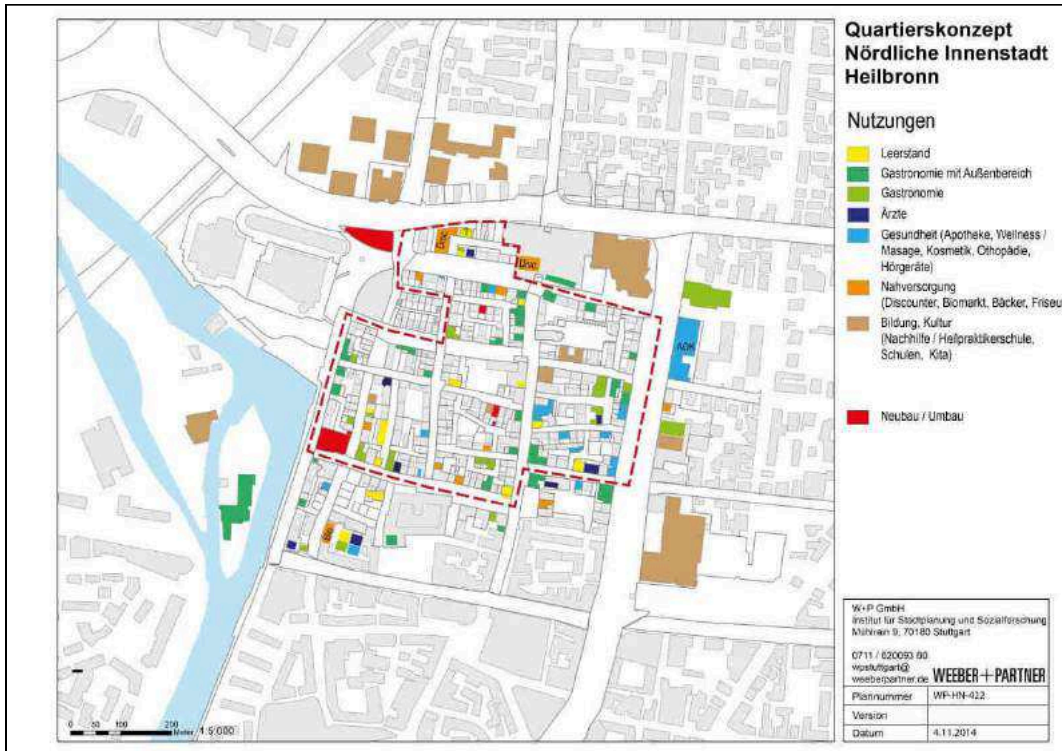 Quartierskonzept
Nördliche Innenstadt
Heilbronn
Nutzungen
Leerstand
Gastronomie mit Außenbereich
Gastronomie
Ärzte
Gesundheit (Apotheke, Wellness /
Masage, Kosmetik, Othopädie,
Hörgeräte)
Nahversorgung
(Discounter, Biomarkt, Bäcker, Friseu
Bildung, Kultur
(Nachhilfe / Heilpraktikerschule,
Schulen, Kita)
Neubau / Umbau
Disc
Disc
AOK
Bio
0 50 100 200
Meter 1:5 000
W+P GmbH
Institut für Stadtplanung und Sozialforschung
Mühlrain 9, 70180 Stuttgart
0711 / 620093 60
wpstuttgart@
weeberpartner.de WEEBER+PARTNER
Plannummer WP-HN-422
Version
Datum 4.11.2014